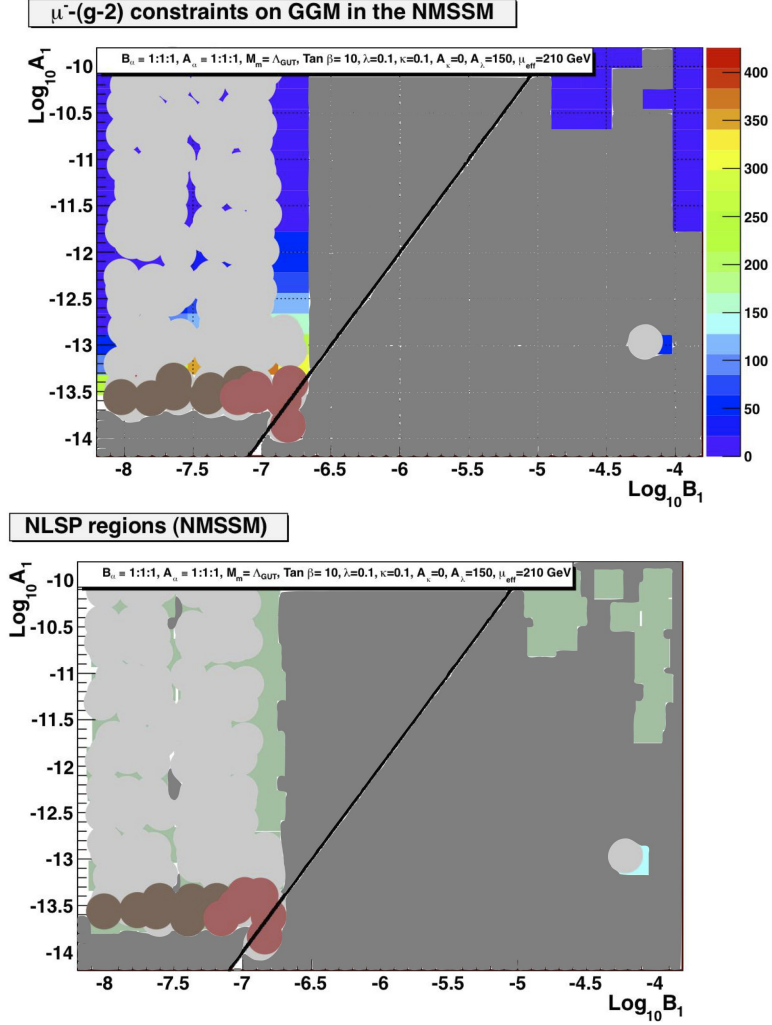 μ⁻-(g-2) constraints on GGM in the NMSSM
B_α = 1:1:1, A_α = 1:1:1, M_m= Λ_GUT, Tan β= 10, λ=0.1, κ=0.1, A_κ=0, A_λ=150, μ_eff=210 GeV
Log₁₀A₁
-10
-10.5
-11
-11.5
-12
-12.5
-13
-13.5
-14
400
350
300
250
200
150
100
50
0
-8 -7.5 -7 -6.5 -6 -5.5 -5 -4.5 -4
Log₁₀B₁
NLSP regions (NMSSM)
B_α = 1:1:1, A_α = 1:1:1, M_m= Λ_GUT, Tan β= 10, λ=0.1, κ=0.1, A_κ=0, A_λ=150, μ_eff=210 GeV
Log₁₀A₁
-10
-10.5
-11
-11.5
-12
-12.5
-13
-13.5
-14
-8 -7.5 -7 -6.5 -6 -5.5 -5 -4.5 -4
Log₁₀B₁